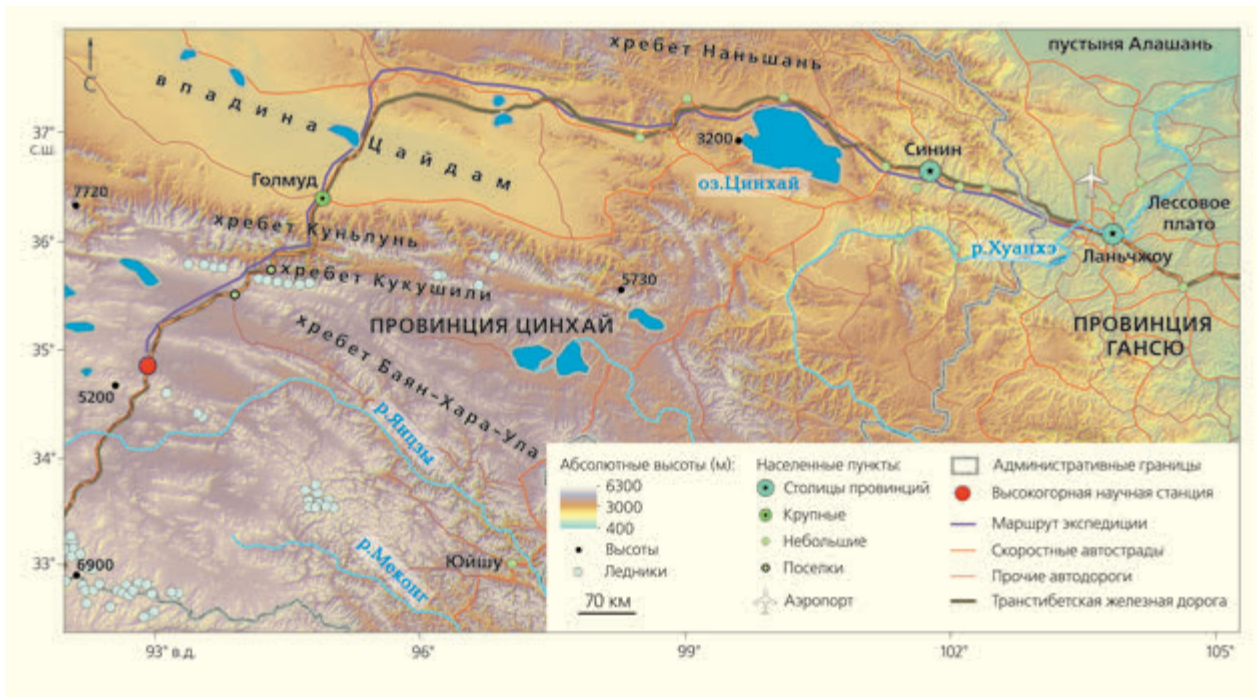 хребет Наньшань
пустыня Алашань
С
впадина Цайдам
37°
с.ш.
3200
Синин
оз.Цинхай
Голмуд
7720
Лессовое
плато
хребет Куньлунь
36°
р.Хуанхэ
Ланьчжоу
хребет Кукушили
5730
ПРОВИНЦИЯ ЦИНХАЙ
ПРОВИНЦИЯ
ГАНСЮ
хребет Баян-Хара-Ула
35°
5200
р.Янцзы
34°
33°
6900
р.Меконг
Юйшу
Абсолютные высоты (м):
6300
3000
400
Высоты
Ледники
70 км
Населенные пункты:
Столицы провинций
Крупные
Небольшие
Поселки
Аэропорт
Административные границы
Высокогорная научная станция
Маршрут экспедиции
Скоростные автострады
Прочие автодороги
Транстибетская железная дорога
93° в.д.
96°
99°
102°
105°